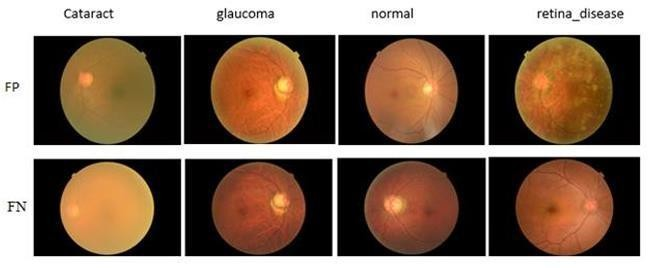 Cataract glaucoma normal retina_disease
FP
FN